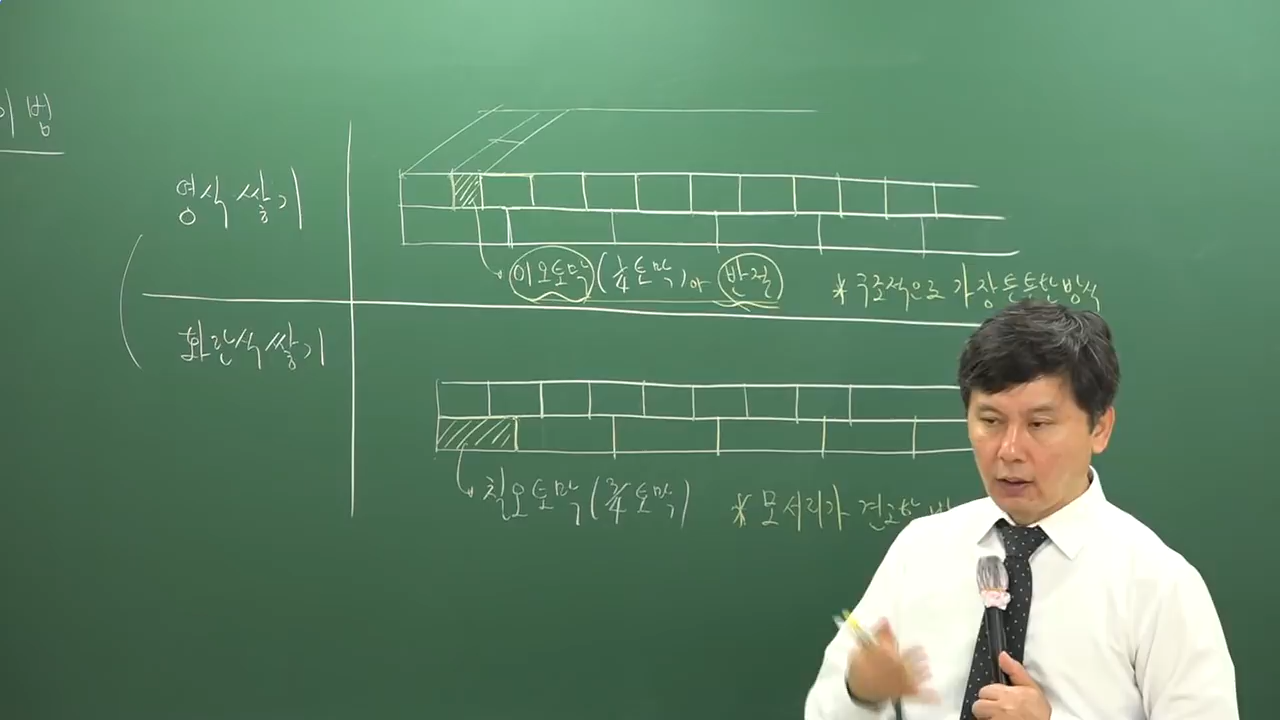 법
영식 쌓기
이오토막 (1/4 토막)이 반절
* 구조적으로 가장 튼튼한 방식
화란식 쌓기
칠오토막 (3/4 토막)
* 모서리가 견고한